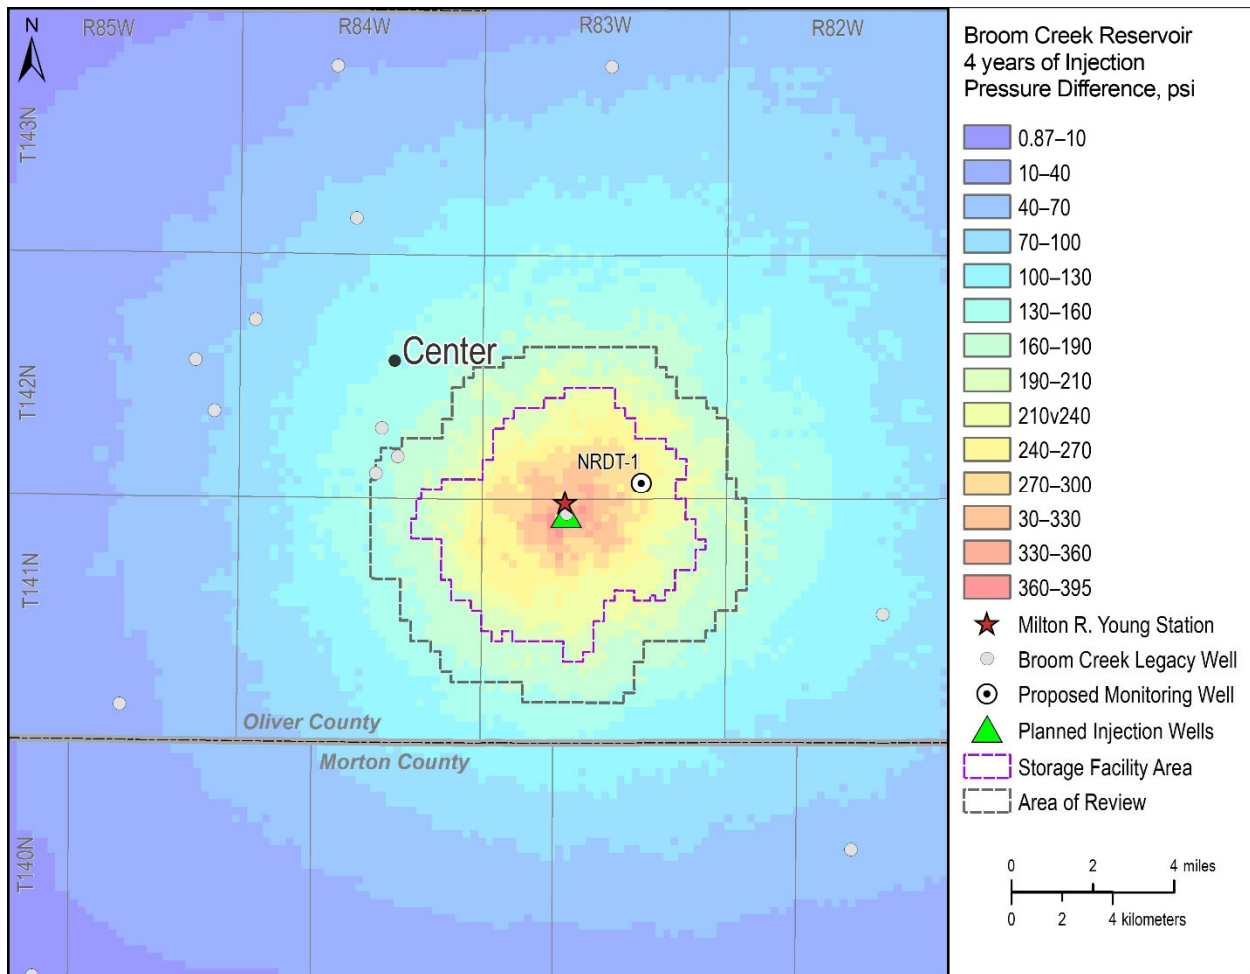 N
R85W
R84W
R83W
R82W
T143N
T142N
T141N
T140N
Center
NRDT-1
Oliver County
Morton County
Broom Creek Reservoir
4 years of Injection
Pressure Difference, psi
0.87–10
10–40
40–70
70–100
100–130
130–160
160–190
190–210
210v240
240–270
270–300
30–330
330–360
360–395
Milton R. Young Station
Broom Creek Legacy Well
Proposed Monitoring Well
Planned Injection Wells
Storage Facility Area
Area of Review
0 2 4 miles
0 2 4 kilometers